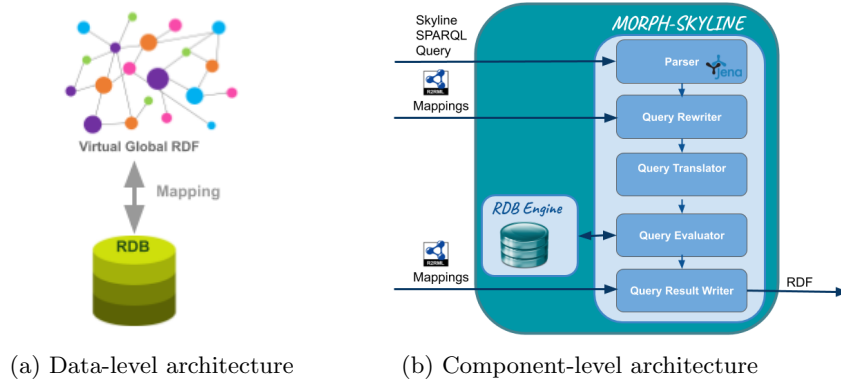 Virtual Global RDF
Mapping
RDB
(a) Data-level architecture
Skyline
SPARQL
Query
R2RML
Mappings
R2RML
Mappings
MORPH-SKYLINE
Parser
jena
Query Rewriter
Query Translator
RDB Engine
Query Evaluator
Query Result Writer
RDF
(b) Component-level architecture